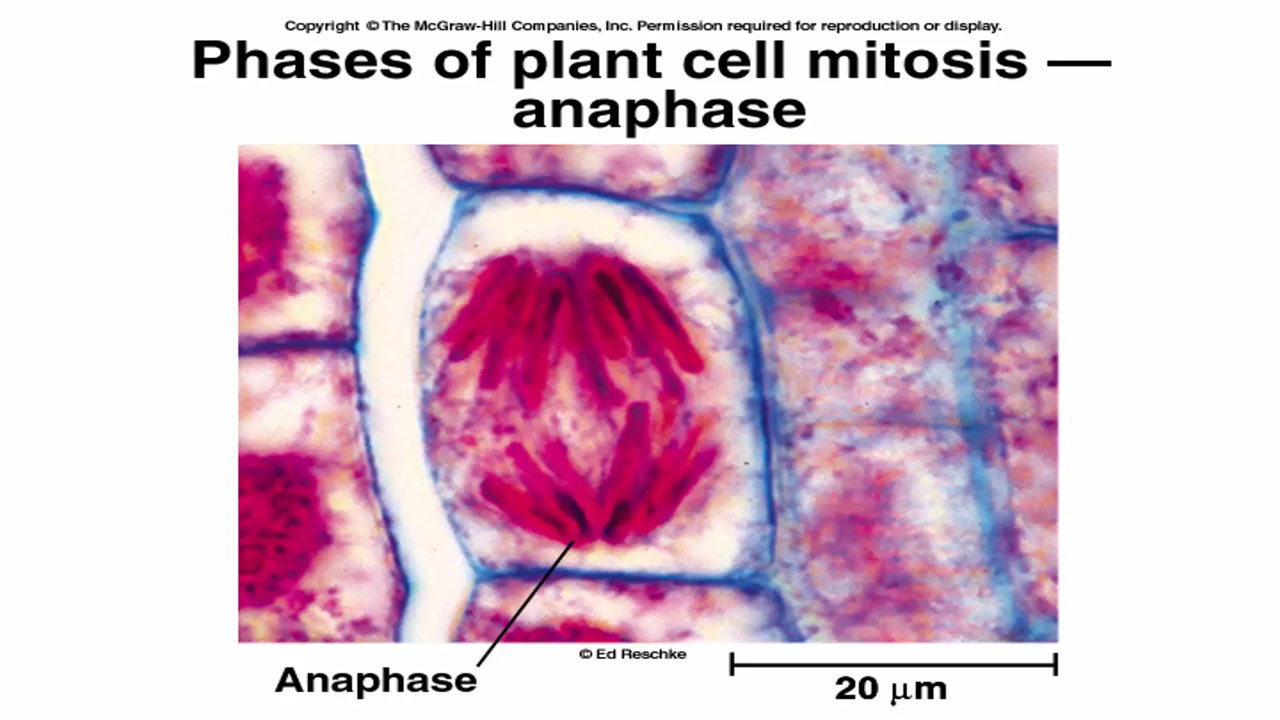 Copyright © The McGraw-Hill Companies, Inc. Permission required for reproduction or display.
Phases of plant cell mitosis —
anaphase
© Ed Reschke
Anaphase
20 μm